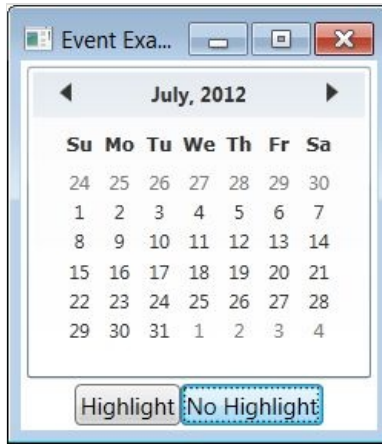 Event Exa...
July, 2012
Su Mo Tu We Th Fr Sa
24 25 26 27 28 29 30
1 2 3 4 5 6 7
8 9 10 11 12 13 14
15 16 17 18 19 20 21
22 23 24 25 26 27 28
29 30 31 1 2 3 4
Highlight No Highlight